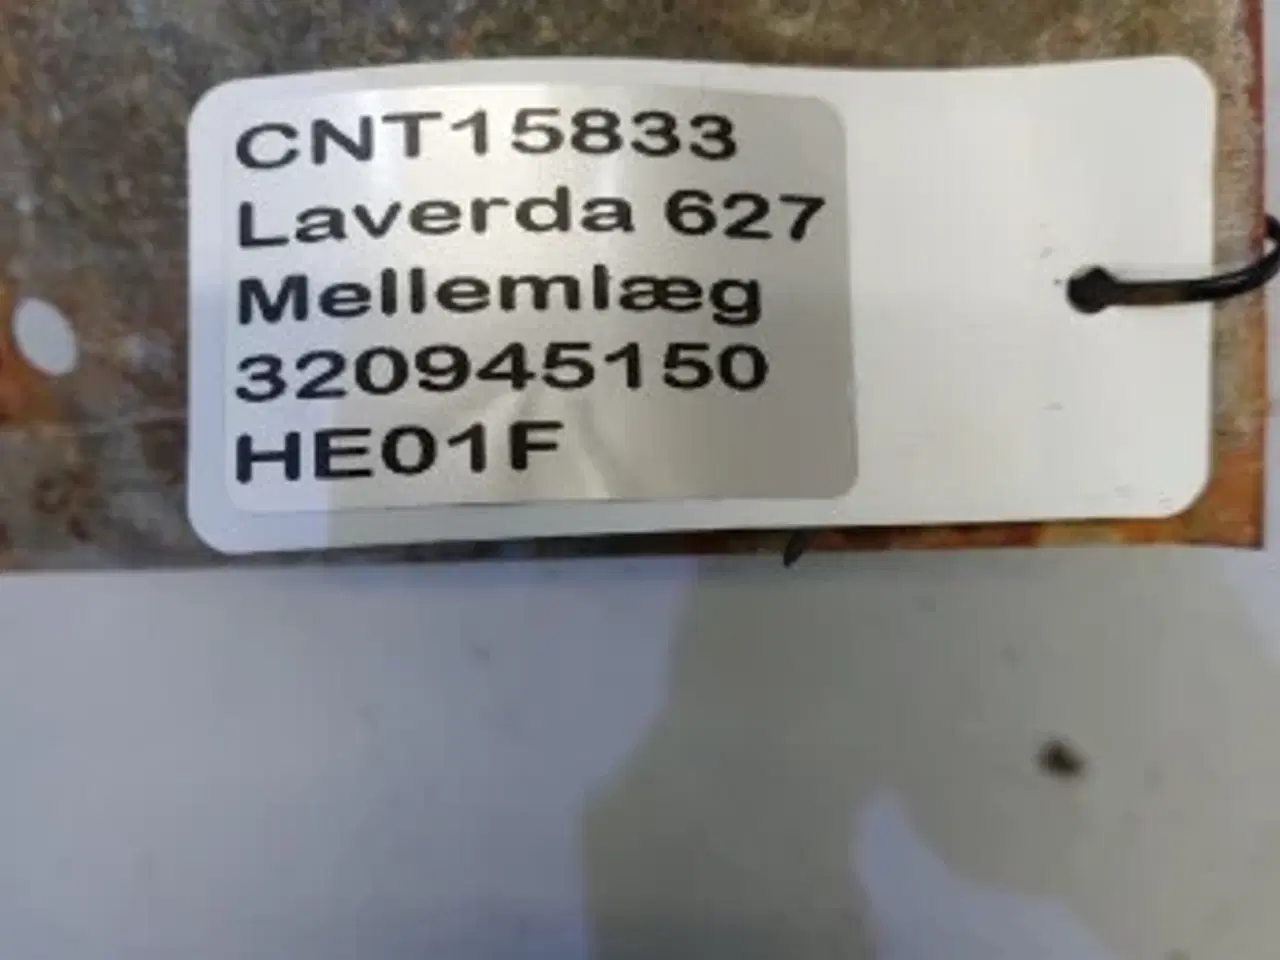 CNT15833
Laverda 627
Mellemlæg
320945150
HE01F